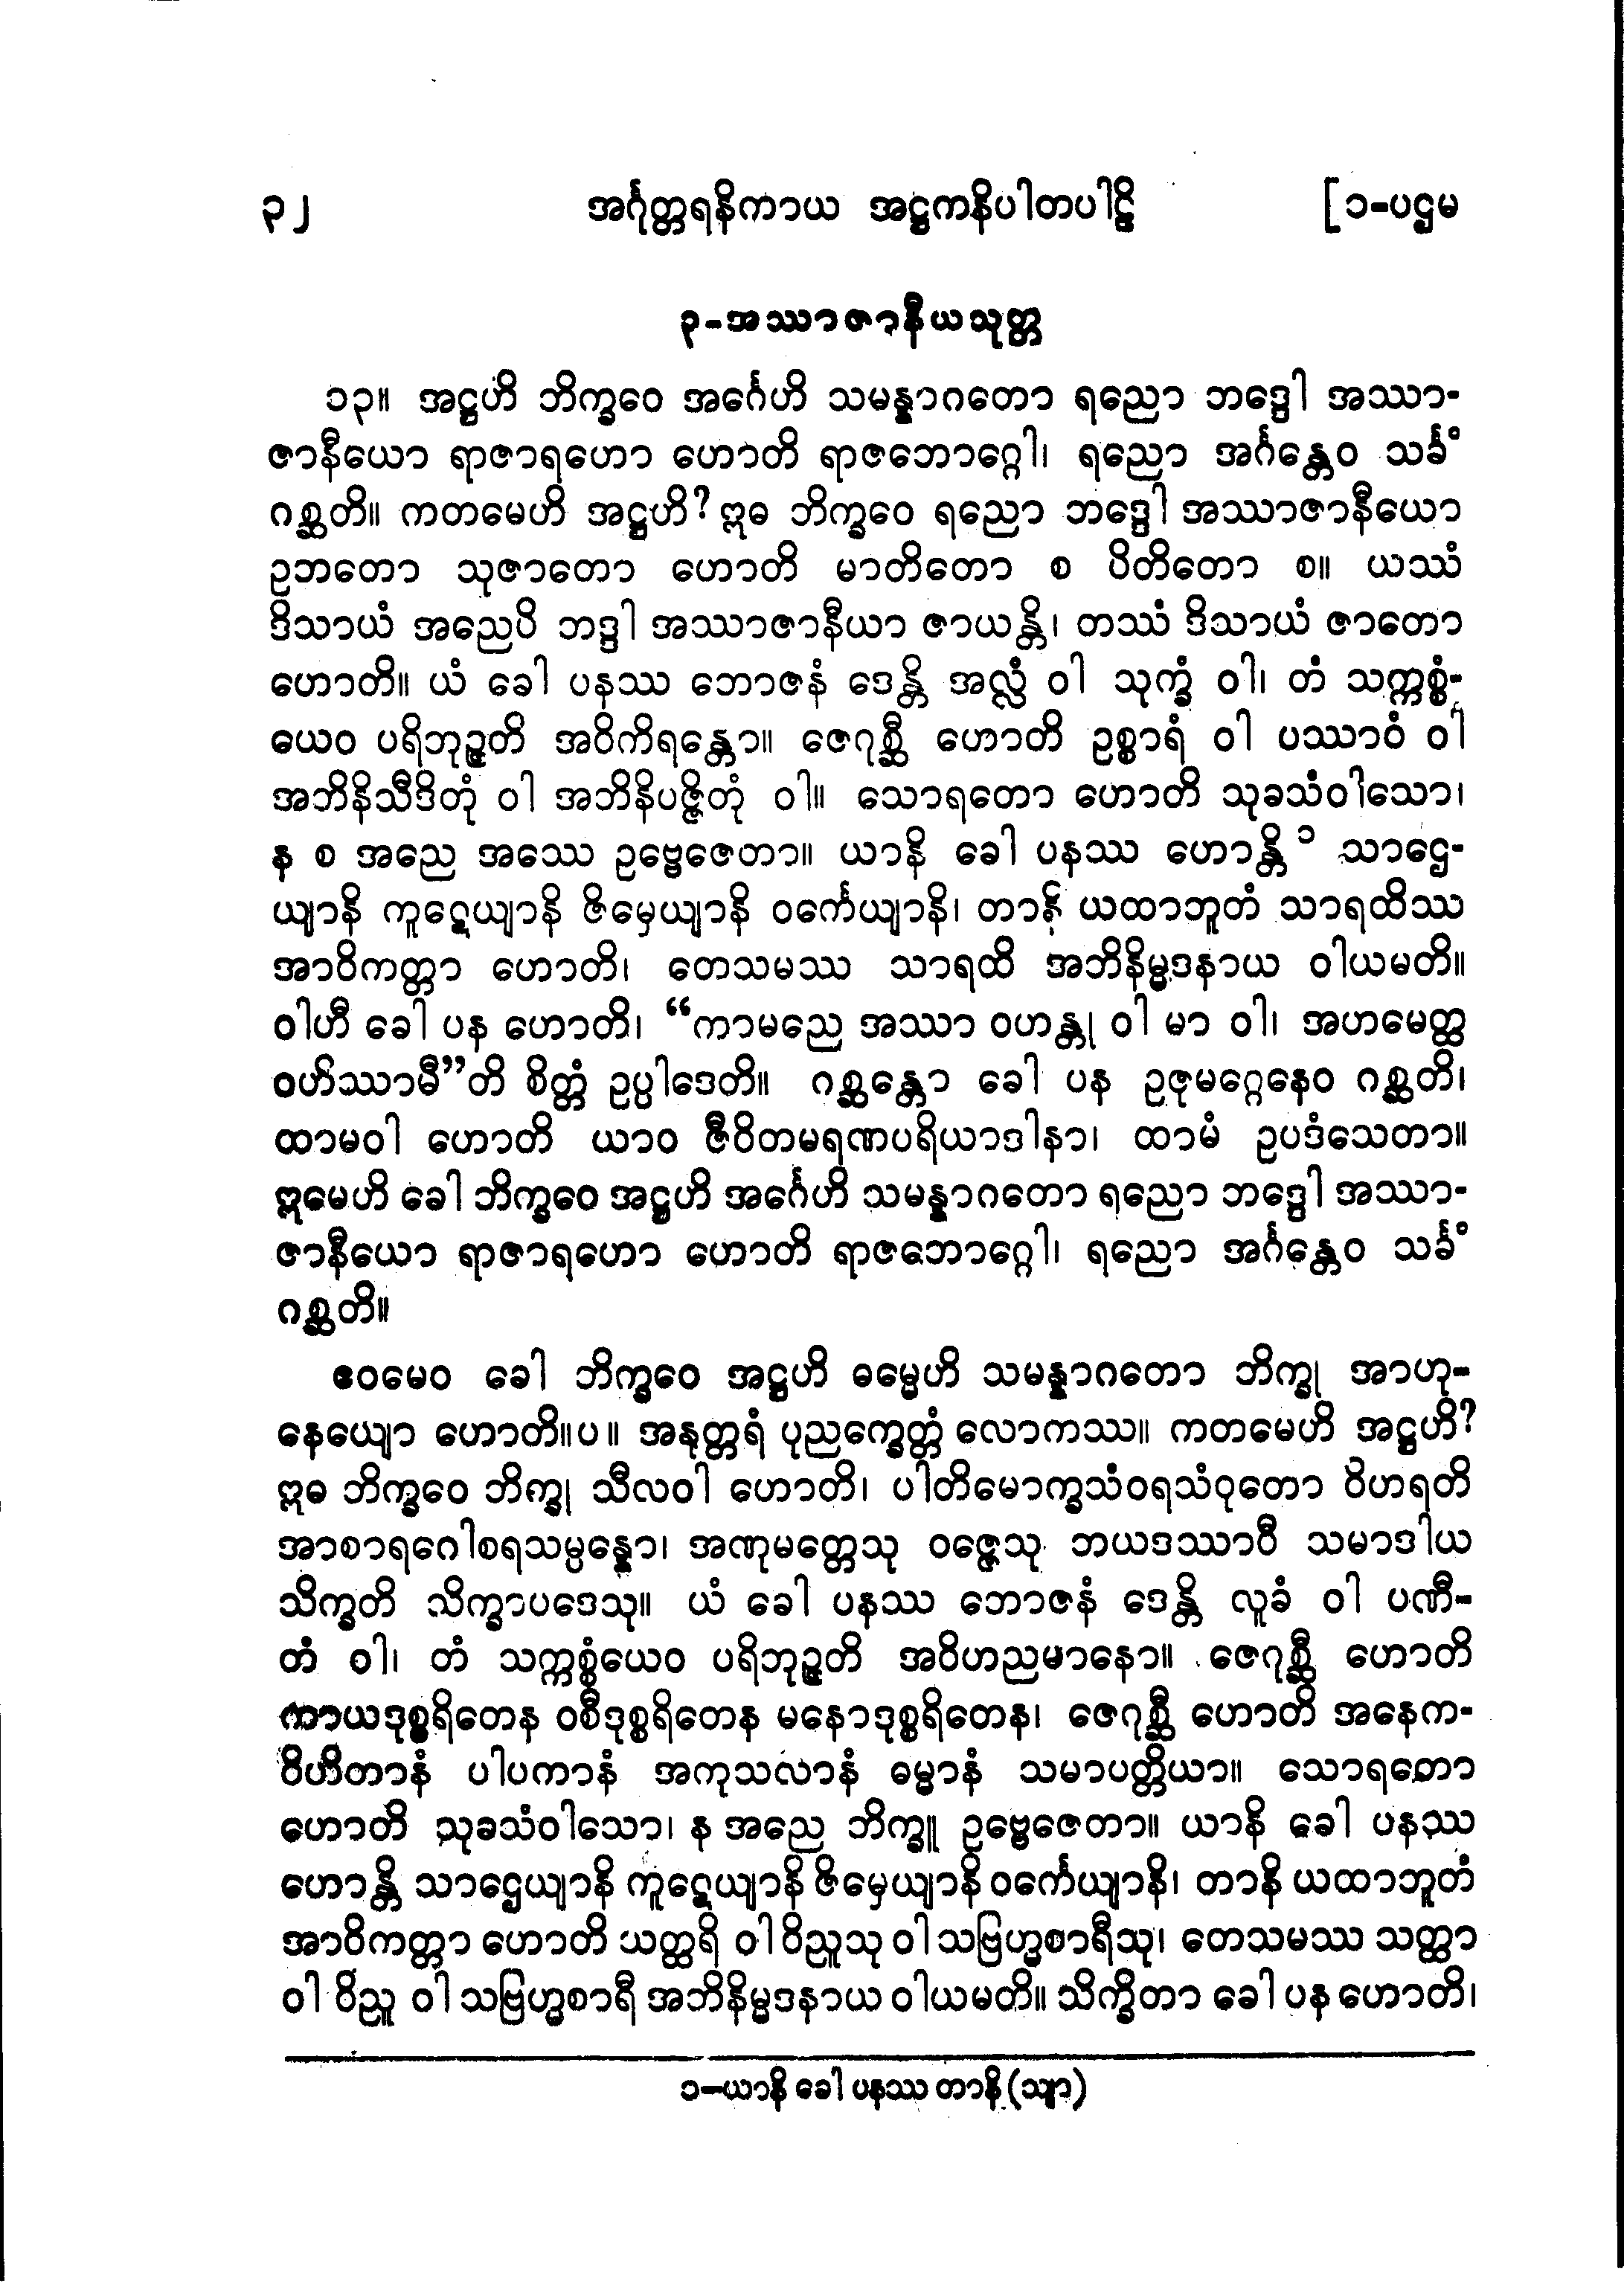 ၃၂ အင်္ဂုတ္တရနိကာယ အဋ္ဌကနိပါတပါဠိ [၁-ပဌမ
၃-အဿာဇာနီယသုတ္တ
၁၃။ အဋ္ဌဟိ ဘိက္ခဝေ အင်္ဂေဟိ သမန္နာဂတော ရညော ဘဒ္ဒေါ အဿာ-
ဇာနီယော ရာဇာရဟော ဟောတိ ရာဇဘောဂ္ဂေါ၊ ရညော အင်္ဂန္တေဝ သင်္ခံ
ဂစ္ဆတိ။ ကတမေဟိ အဋ္ဌဟိ? ဣဓ ဘိက္ခဝေ ရညော ဘဒ္ဒေါ အဿာဇာနီယော
ဥဘတော သုဇာတော ဟောတိ မာတိတော စ ပိတိတော စ။ ယဿံ
ဒိသာယံ အညေပိ ဘဒ္ဒါ အဿာဇာနီယာ ဇာယန္တိ၊ တဿံ ဒိသာယံ ဇာတော
ဟောတိ။ ယံ ခေါ ပနဿ ဘောဇနံ ဒေန္တိ အလ္လံ ဝါ သုက္ခံ ဝါ၊ တံ သက္ကစ္စံ-
ယေဝ ပရိဘုဉ္ဇတိ အဝိကိရန္တော။ ဇေဂုစ္ဆီ ဟောတိ ဥစ္စာရံ ဝါ ပဿာဝံ ဝါ
အဘိနိသီဒိတုံ ဝါ အဘိနိပဇ္ဇိတုံ ဝါ။ သောရတော ဟောတိ သုခသံဝါသော၊
န စ အညေ အဿေ ဥဗ္ဗေဇေတာ။ ယာနိ ခေါ ပနဿ ဟောန္တိ ၁ သာဌေ-
ယျာနိ ကူဋေယျာနိ ဇိမှေယျာနိ ဝင်္ကေယျာနိ၊ တာနိ ယထာဘူတံ သာရထိဿ
အာဝိကတ္တာ ဟောတိ၊ တေသမဿ သာရထိ အဘိနိမ္မဒနာယ ဝါယမတိ။
ဝါဟီ ခေါ ပန ဟောတိ၊ “ကာမညေ အဿာ ဝဟန္တု ဝါ မာ ဝါ၊ အဟမေတ္ထ
ဝဟိဿာမီ”တိ စိတ္တံ ဥပ္ပါဒေတိ။ ဂစ္ဆန္တော ခေါ ပန ဥဇုမဂ္ဂေနေဝ ဂစ္ဆတိ၊
ထာမဝါ ဟောတိ ယာဝ ဇီဝိတမရဏပရိယာဒါနာ၊ ထာမံ ဥပဒံသေတာ။
ဣမေဟိ ခေါ ဘိက္ခဝေ အဋ္ဌဟိ အင်္ဂေဟိ သမန္နာဂတော ရညော ဘဒ္ဒေါ အဿာ-
ဇာနီယော ရာဇာရဟော ဟောတိ ရာဇဘောဂ္ဂေါ၊ ရညော အင်္ဂန္တေဝ သင်္ခံ
ဂစ္ဆတိ။
ဧဝမေဝ ခေါ ဘိက္ခဝေ အဋ္ဌဟိ ဓမ္မေဟိ သမန္နာဂတော ဘိက္ခု အာဟု-
နေယျော ဟောတိ။ပ။ အနုတ္တရံ ပုညက္ခေတ္တံ လောကဿ။ ကတမေဟိ အဋ္ဌဟိ?
ဣဓ ဘိက္ခဝေ ဘိက္ခု သီလဝါ ဟောတိ၊ ပါတိမောက္ခသံဝရသံဝုတော ဝိဟရတိ
အာစာရဂေါစရသမ္ပန္နော၊ အဏုမတ္တေသု ဝဇ္ဇေသု ဘယဒဿာဝီ သမာဒါယ
သိက္ခတိ သိက္ခာပဒေသု။ ယံ ခေါ ပနဿ ဘောဇနံ ဒေန္တိ လူခံ ဝါ ပဏီ-
တံ ဝါ၊ တံ သက္ကစ္စံယေဝ ပရိဘုဉ္ဇတိ အဝိဟညမာနော။ ဇေဂုစ္ဆီ ဟောတိ
ကာယဒုစ္စရိတေန ဝစီဒုစ္စရိတေန မနောဒုစ္စရိတေန၊ ဇေဂုစ္ဆီ ဟောတိ အနေက-
ဝိဟိတာနံ ပါပကာနံ အကုသလာနံ ဓမ္မာနံ သမာပတ္တိယာ။ သောရတော
ဟောတိ သုခသံဝါသော၊ န အညေ ဘိက္ခူ ဥဗ္ဗေဇေတာ။ ယာနိ ခေါ ပနဿ
ဟောန္တိ သာဌေယျာနိ ကူဋေယျာနိ ဇိမှေယျာနိ ဝင်္ကေယျာနိ၊ တာနိ ယထာဘူတံ
အာဝိကတ္တာ ဟောတိ သတ္ထရိ ဝါ ဝိညူသု ဝါ သဗြဟ္မစာရီသု၊ တေသမဿ သတ္ထာ
ဝါ ဝိညူ ဝါ သဗြဟ္မစာရီ အဘိနိမ္မဒနာယ ဝါယမတိ။ သိက္ခိတာ ခေါ ပန ဟောတိ၊
၁-ယာနိ ခေါ ပနဿ တာနိ (သျာ)